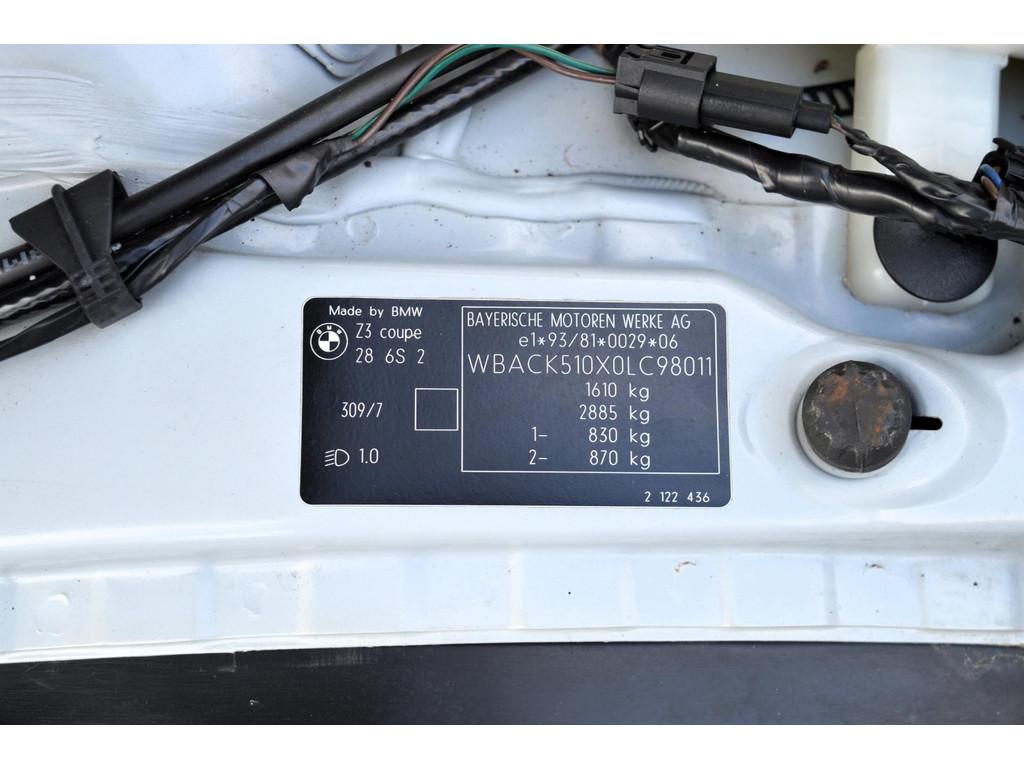 Made by BMW
BMW
Z3 coupe
28 6S 2
309/7
1.0
BAYERISCHE MOTOREN WERKE AG
e1*93/81*0029*06
WBACK510X0LC98011
1610 kg
2885 kg
1- 830 kg
2- 870 kg
2 122 436